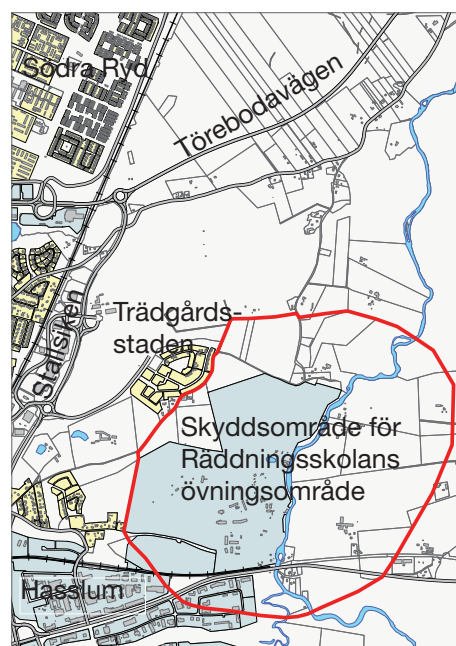 Södra Ryd
Törebodavägen
Stallsiken
Trädgårds-
staden
Skyddsområde för
Räddningsskolans
övningsområde
Hasslum